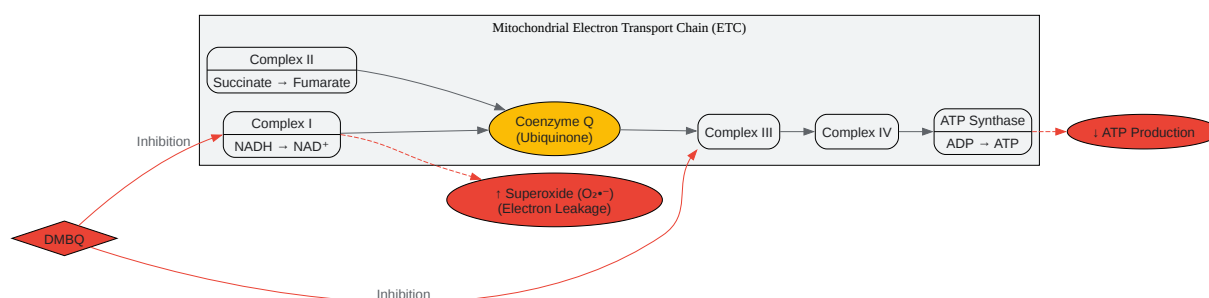 Mitochondrial Electron Transport Chain (ETC)
Complex II
Succinate → Fumarate
Complex I
NADH → NAD⁺
Coenzyme Q
(Ubiquinone)
Complex III
Complex IV
ATP Synthase
ADP → ATP
↓ ATP Production
Inhibition
↑ Superoxide (O₂•⁻)
(Electron Leakage)
DMBQ
Inhibition